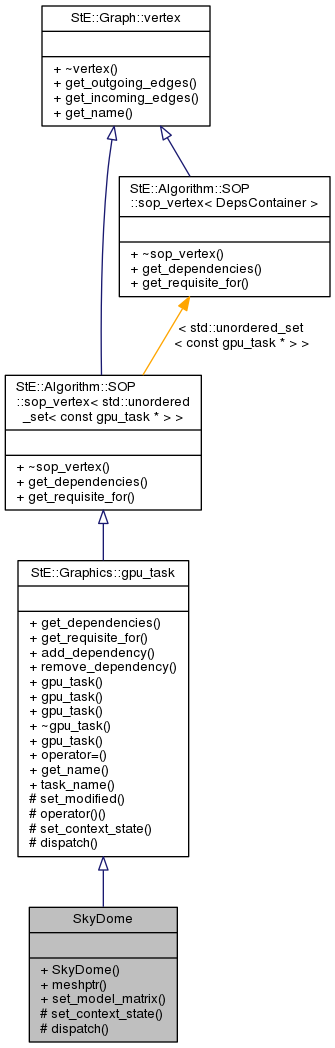 StE::Graph::vertex
+ ~vertex()
+ get_outgoing_edges()
+ get_incoming_edges()
+ get_name()
StE::Algorithm::SOP
::sop_vertex< DepsContainer >
+ ~sop_vertex()
+ get_dependencies()
+ get_requisite_for()
< std::unordered_set
< const gpu_task * > >
StE::Algorithm::SOP
::sop_vertex< std::unordered
_set< const gpu_task * > >
+ ~sop_vertex()
+ get_dependencies()
+ get_requisite_for()
StE::Graphics::gpu_task
+ get_dependencies()
+ get_requisite_for()
+ add_dependency()
+ remove_dependency()
+ gpu_task()
+ gpu_task()
+ gpu_task()
+ ~gpu_task()
+ gpu_task()
+ operator=()
+ get_name()
+ task_name()
# set_modified()
# operator()()
# set_context_state()
# dispatch()
SkyDome
+ SkyDome()
+ meshptr()
+ set_model_matrix()
# set_context_state()
# dispatch()